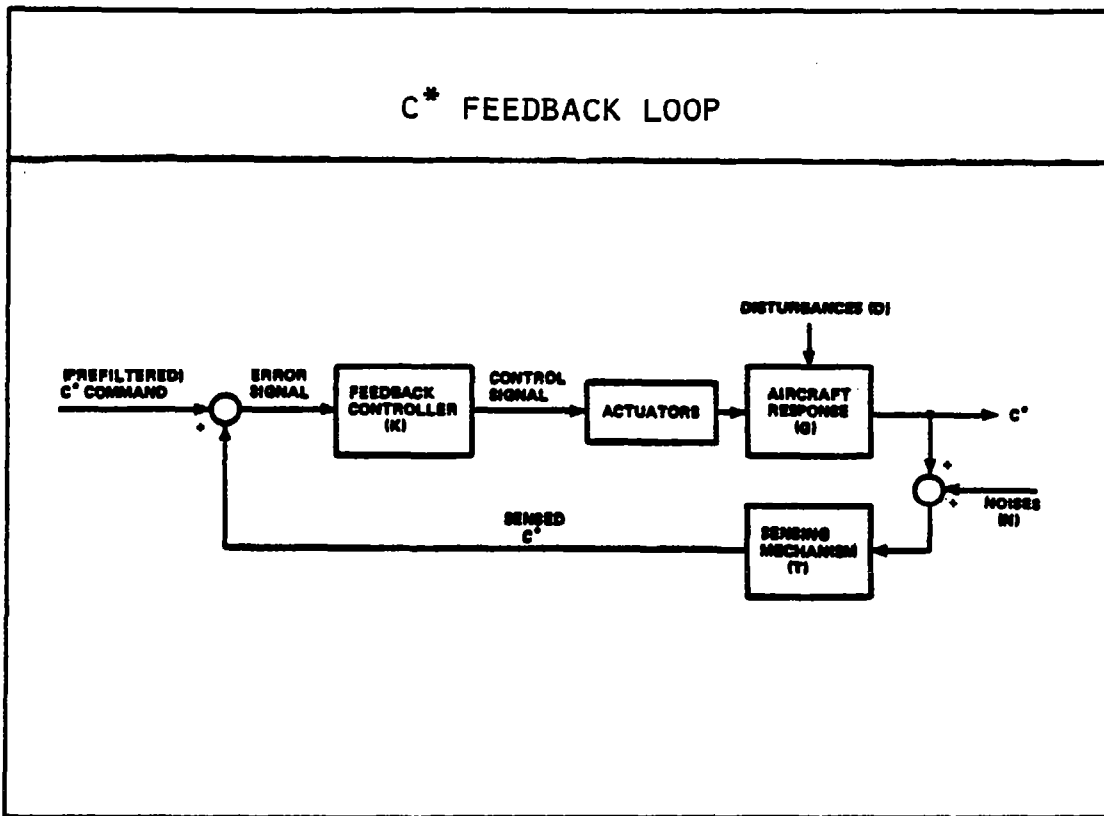 C* FEEDBACK LOOP
DISTURBANCES (D)
(PREFILTERED)
C* COMMAND
ERROR
SIGNAL
FEEDBACK
CONTROLLER
(K)
CONTROL
SIGNAL
ACTUATORS
AIRCRAFT
RESPONSE
(G)
C*
+
+
+
NOISES
(N)
SENSED
C*
SENSING
MECHANISM
(T)